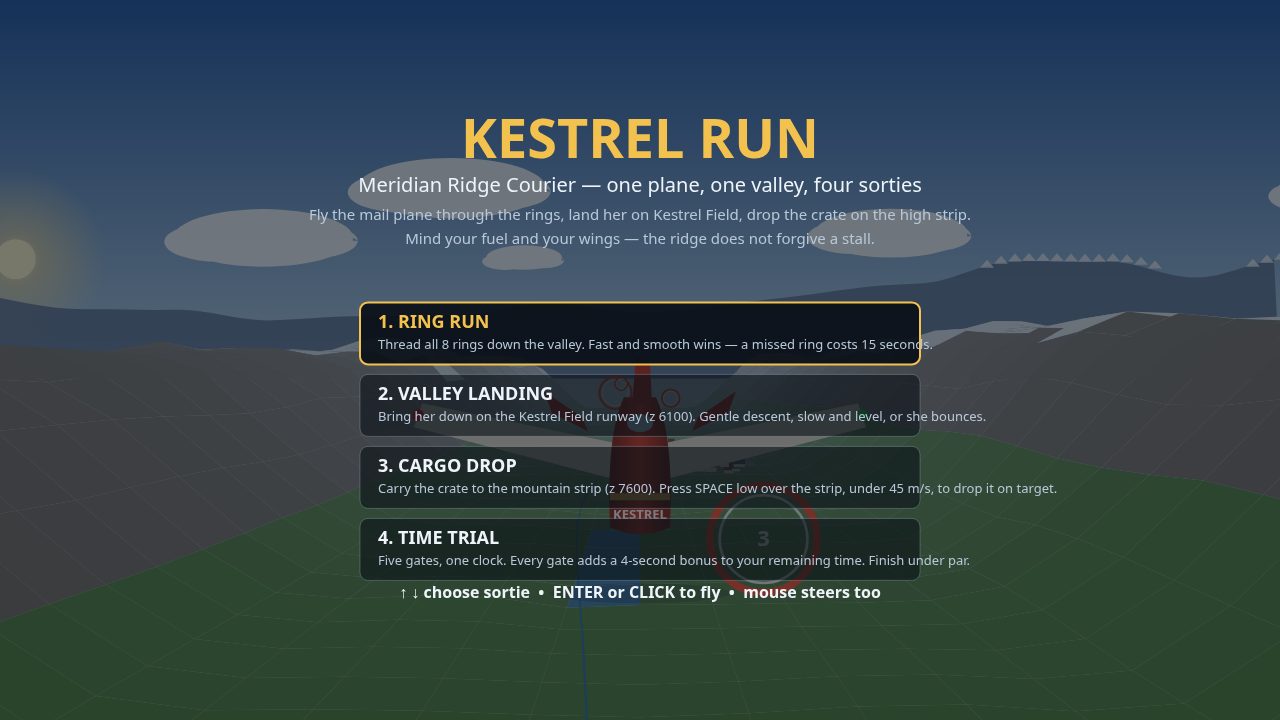 KESTREL RUN
Meridian Ridge Courier — one plane, one valley, four sorties
Fly the mail plane through the rings, land her on Kestrel Field, drop the crate on the high strip.
Mind your fuel and your wings — the ridge does not forgive a stall.
1. RING RUN
Thread all 8 rings down the valley. Fast and smooth wins — a missed ring costs 15 seconds.
2. VALLEY LANDING
Bring her down on the Kestrel Field runway (z 6100), Gentle descent, slow and level, or she bounces.
3. CARGO DROP
Carry the crate to the mountain strip (z 7600). Press SPACE low over the strip, under 45 m/s, to drop it on target.
KESTREL
4. TIME TRIAL
3
Five gates, one clock. Every gate adds a 4-second bonus to your remaining time. Finish under par.
↑ ↓ choose sortie • ENTER or CLICK to fly • mouse steers too